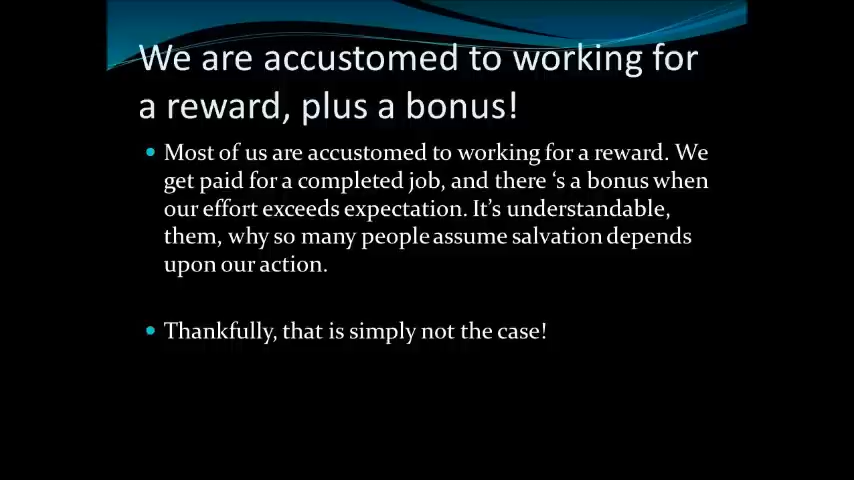 We are accustomed to working for
a reward, plus a bonus!
• Most of us are accustomed to working for a reward. We
get paid for a completed job, and there ‘s a bonus when
our effort exceeds expectation. It’s understandable,
them, why so many people assume salvation depends
upon our action.
• Thankfully, that is simply not the case!